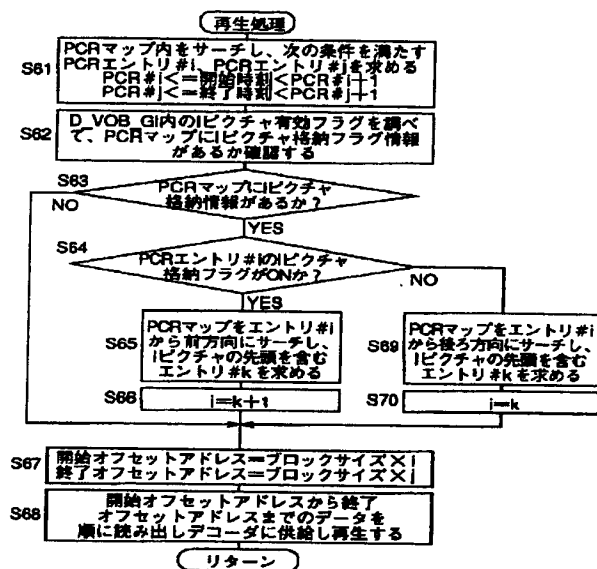 再生処理
S61
PCRマップ内をサーチし、次の条件を満たす
PCRエントリ#i、PCRエントリ#jを求める
PCR#i<=開始時刻<PCR#i+1
PCR#j<=終了時刻<PCR#j+1
S62
D_VOB_GI内のIピクチャ有効フラグを調べ
て、PCRマップにIピクチャ格納フラグ情報
があるか確認する
S63
PCRマップにIピクチャ
格納情報があるか?
NO
YES
S64
PCRエントリ#iのIピクチャ
格納フラグがONか?
NO
YES
S65
PCRマップをエントリ#i
から前方向にサーチし、
Iピクチャの先頭を含む
エントリ#kを求める
S69
PCRマップをエントリ#i
から後ろ方向にサーチし、
Iピクチャの先頭を含む
エントリ#kを求める
S66
i=k+1
S70
i=k
S67
開始オフセットアドレス=ブロックサイズ×i
終了オフセットアドレス=ブロックサイズ×j
S68
開始オフセットアドレスから終了
オフセットアドレスまでのデータを
順に読み出しデコーダに供給し再生する
リターン